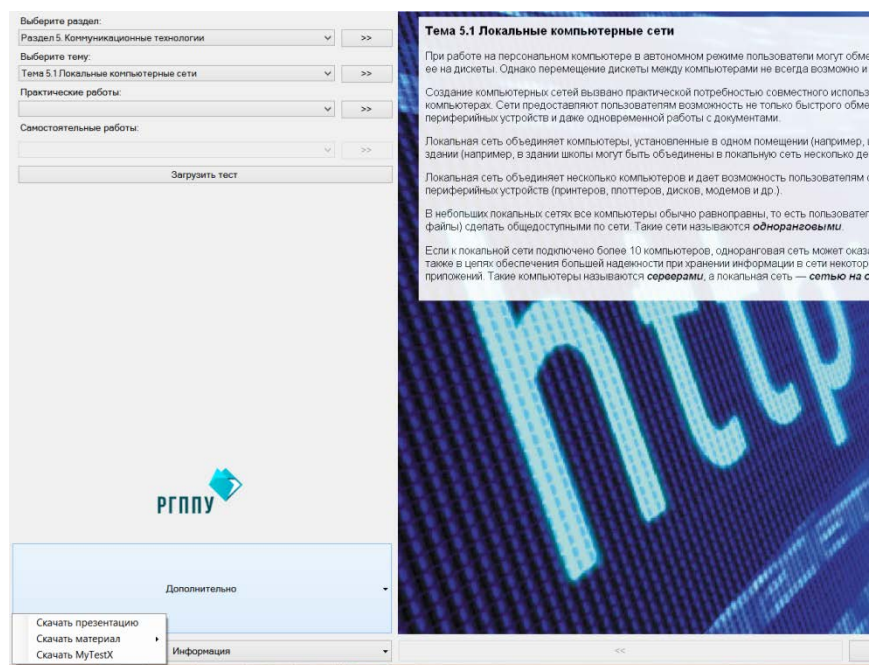 Выберите раздел:
Раздел 5. Коммуникационные технологии
>>
Выберите тему:
Тема 5.1 Локальные компьютерные сети
>>
Практические работы:
>>
Самостоятельные работы:
>>
Загрузить тест
РГППУ
Дополнительно
Скачать презентацию
Скачать материал
Скачать MyTestX
Информация
Тема 5.1 Локальные компьютерные сети
При работе на персональном компьютере в автономном режиме пользователи могут обме
ее на дискеты. Однако перемещение дискеты между компьютерами не всегда возможно и
Создание компьютерных сетей вызвано практической потребностью совместного использ
компьютерах. Сети предоставляют пользователям возможность не только быстрого обме
периферийных устройств и даже одновременной работы с документами.
Локальная сеть объединяет компьютеры, установленные в одном помещении (например,
здании (например, в здании школы могут быть объединены в локальную сеть несколько де
Локальная сеть объединяет несколько компьютеров и дает возможность пользователям
периферийных устройств (принтеров, плоттеров, дисков, модемов и др.).
В небольших локальных сетях все компьютеры обычно равноправны, то есть пользовател
файлы) сделать общедоступными по сети. Такие сети называются одноранговыми.
Если к локальной сети подключено более 10 компьютеров, одноранговая сеть может оказа
также в целях обеспечения большей надежности при хранении информации в сети некотор
приложений. Такие компьютеры называются серверами, а локальная сеть — сетью на
http
<<